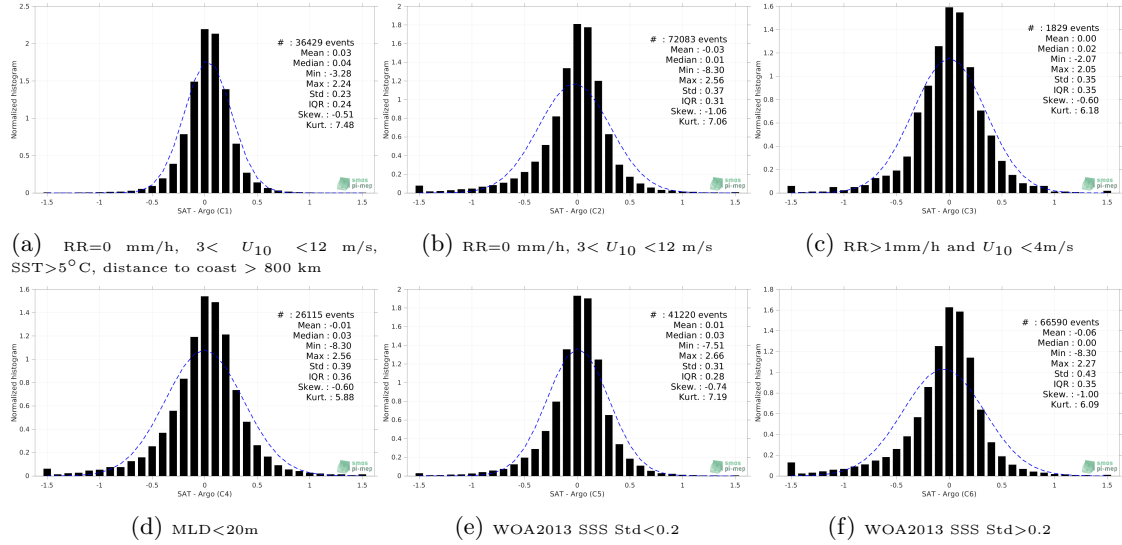 Normalized histogram
2.5
2
1.5
1
0.5
0
-1.5 -1 -0.5 0 0.5 1 1.5
SAT - Argo (C1)
# : 36429 events
Mean : 0.03
Median : 0.04
Min : -3.28
Max : 2.24
Std : 0.23
IQR : 0.24
Skew. : -0.51
Kurt. : 7.48
smos
pi-mep
Normalized histogram
2
1.8
1.6
1.4
1.2
1
0.8
0.6
0.4
0.2
0
-1.5 -1 -0.5 0 0.5 1 1.5
SAT - Argo (C2)
# : 72083 events
Mean : -0.03
Median : 0.01
Min : -8.30
Max : 2.56
Std : 0.37
IQR : 0.31
Skew. : -1.06
Kurt. : 7.06
smos
pi-mep
Normalized histogram
1.6
1.4
1.2
1
0.8
0.6
0.4
0.2
0
-1.5 -1 -0.5 0 0.5 1 1.5
SAT - Argo (C3)
# : 1829 events
Mean : 0.00
Median : 0.02
Min : -2.07
Max : 2.05
Std : 0.35
IQR : 0.35
Skew. : -0.60
Kurt. : 6.18
smos
pi-mep
(a) RR=0 mm/h, 3< U10 <12 m/s,
SST>5°C, distance to coast > 800 km
(b) RR=0 mm/h, 3< U10 <12 m/s
(c) RR>1mm/h and U10 <4m/s
Normalized histogram
1.6
1.4
1.2
1
0.8
0.6
0.4
0.2
0
-1.5 -1 -0.5 0 0.5 1 1.5
SAT - Argo (C4)
# : 26115 events
Mean : -0.01
Median : 0.03
Min : -8.30
Max : 2.56
Std : 0.39
IQR : 0.36
Skew. : -0.60
Kurt. : 5.88
smos
pi-mep
Normalized histogram
2
1.8
1.6
1.4
1.2
1
0.8
0.6
0.4
0.2
0
-1.5 -1 -0.5 0 0.5 1 1.5
SAT - Argo (C5)
# : 41220 events
Mean : 0.01
Median : 0.03
Min : -7.51
Max : 2.66
Std : 0.31
IQR : 0.28
Skew. : -0.74
Kurt. : 7.19
smos
pi-mep
Normalized histogram
1.8
1.6
1.4
1.2
1
0.8
0.6
0.4
0.2
0
-1.5 -1 -0.5 0 0.5 1 1.5
SAT - Argo (C6)
# : 66590 events
Mean : -0.06
Median : 0.00
Min : -8.30
Max : 2.27
Std : 0.43
IQR : 0.35
Skew. : -1.00
Kurt. : 6.09
smos
pi-mep
(d) MLD<20m
(e) WOA2013 SSS Std<0.2
(f) WOA2013 SSS Std>0.2